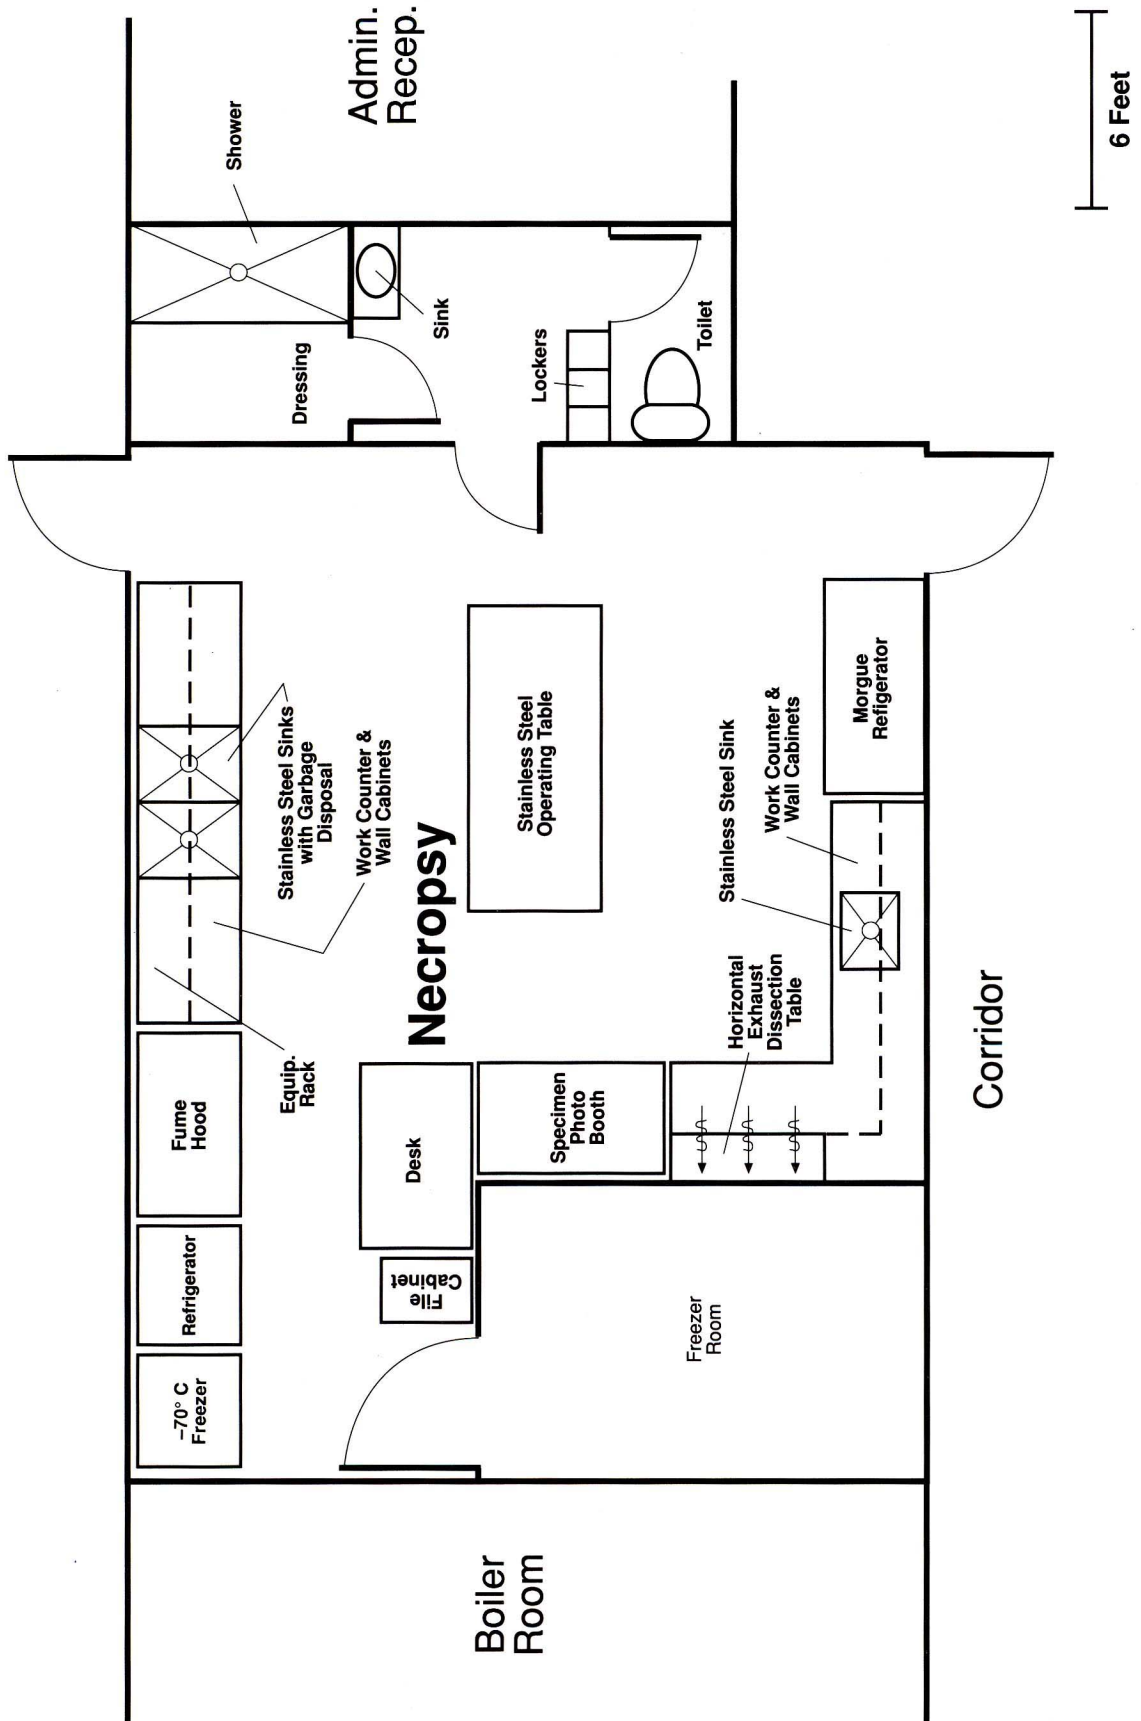 Boiler
Room
−70° C
Freezer
Refrigerator
Fume
Hood
Equip.
Rack
Stainless Steel Sinks
with Garbage
Disposal
Work Counter &
Wall Cabinets
Shower
Dressing
Sink
Admin.
Recep.
File
Cabinet
Desk
Necropsy
Stainless Steel
Operating Table
Lockers
Toilet
Specimen
Photo
Booth
Freezer
Room
Horizontal
Exhaust
Dissection
Table
Stainless Steel Sink
Work Counter &
Wall Cabinets
Morgue
Refigerator
Corridor
6 Feet